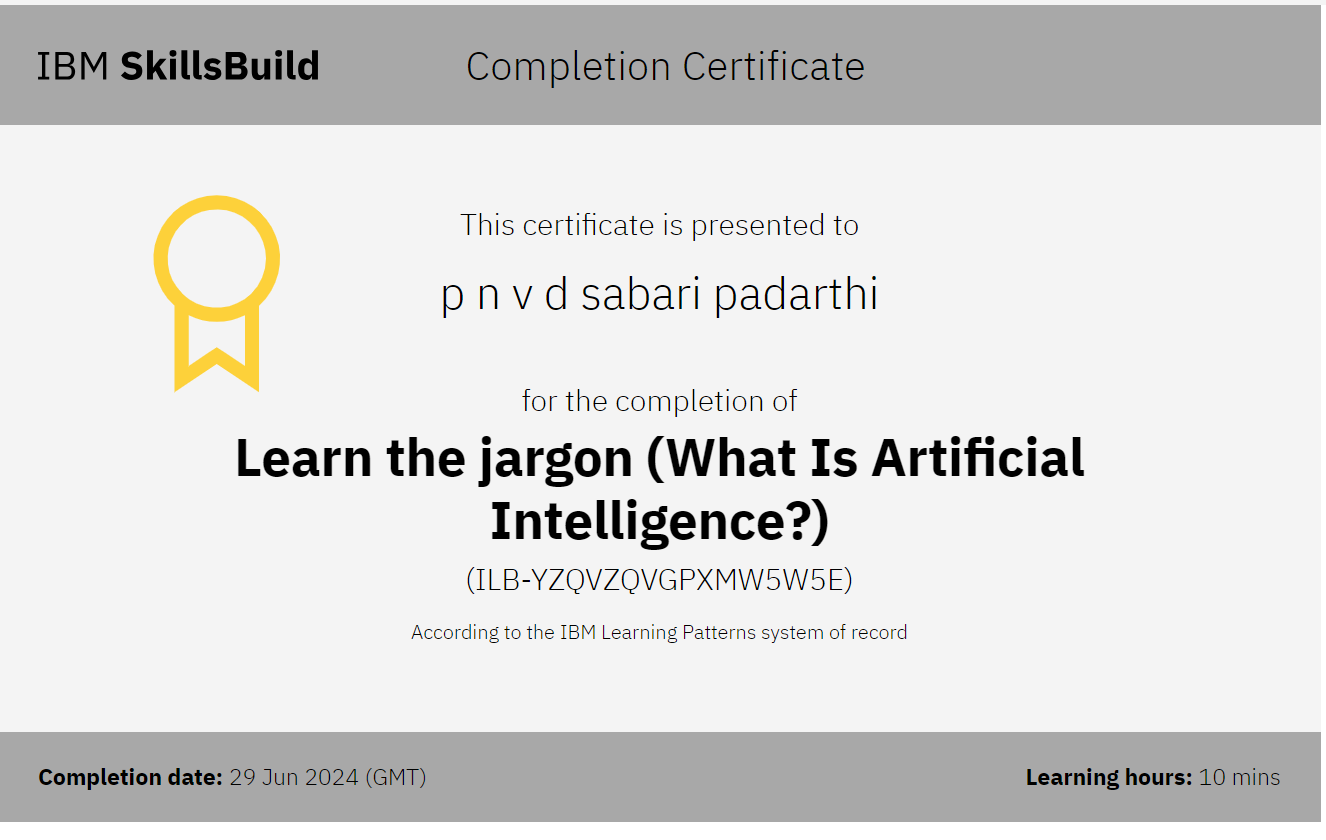 IBM SkillsBuild
Completion Certificate
This certificate is presented to
p n v d sabari padarthi
for the completion of
Learn the jargon (What Is Artificial
Intelligence?)
(ILB-YZQVZQVGPXMW5W5E)
According to the IBM Learning Patterns system of record
Completion date: 29 Jun 2024 (GMT)
Learning hours: 10 mins